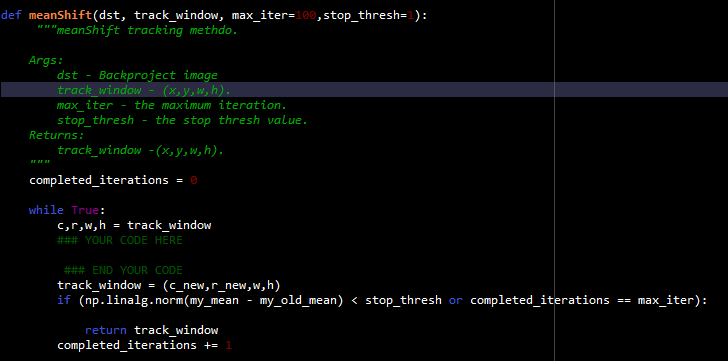 def meanShift(dst, track_window, max_iter=100,stop_thresh=1):
"""meanShift tracking methdo.
Args:
dst - Backproject image
track_window - (x,y,w,h).
max_iter - the maximum iteration.
stop_thresh - the stop thresh value.
Returns:
track_window -(x,y,w,h).
"""
completed_iterations = 0
while True:
c,r,w,h = track_window
### YOUR CODE HERE
### END YOUR CODE
track_window = (c_new,r_new,w,h)
if (np.linalg.norm(my_mean - my_old_mean) < stop_thresh or completed_iterations == max_iter):
return track_window
completed_iterations += 1